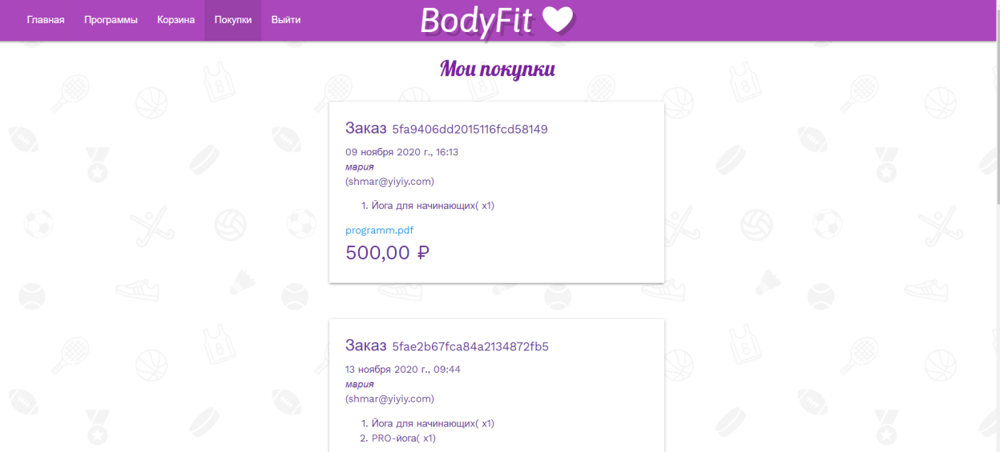 Главная Программы Корзина Покупки Выйти
BodyFit
Мои покупки
Заказ 5fa9406dd2015116fcd58149
09 ноября 2020 г., 16:13
мария
(shmar@yiyiy.com)
1. Йога для начинающих( x1)
programm.pdf
500,00 ₽
Заказ 5fae2b67fca84a2134872fb5
13 ноября 2020 г., 09:44
мария
(shmar@yiyiy.com)
1. Йога для начинающих( x1)
2. PRO-йога( x1)